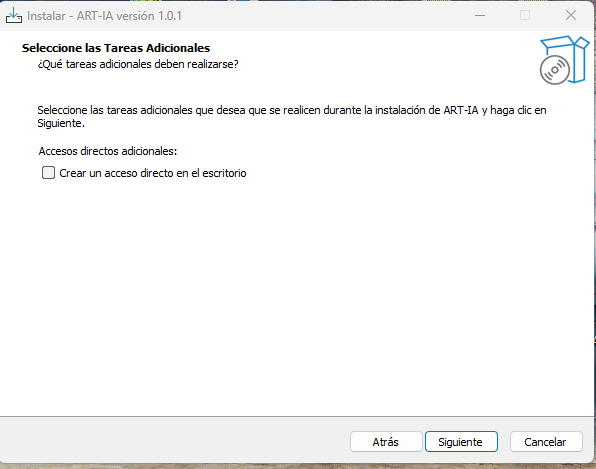 Instalar - ART-IA versión 1.0.1
Seleccione las Tareas Adicionales
¿Qué tareas adicionales deben realizarse?
Seleccione las tareas adicionales que desea que se realicen durante la instalación de ART-IA y haga clic en
Siguiente.
Accesos directos adicionales:
Crear un acceso directo en el escritorio
Atrás
Siguiente
Cancelar